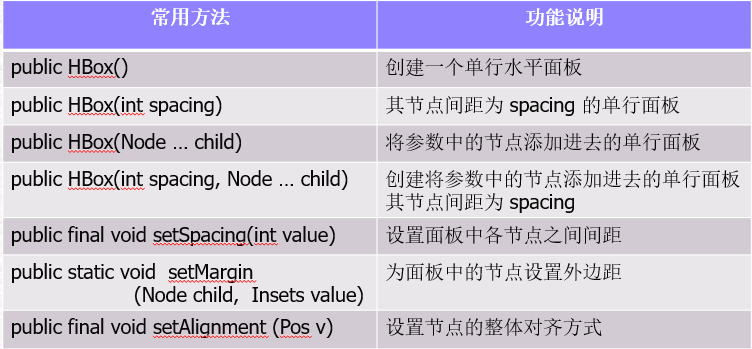 常用方法 功能说明
public HBox() 创建一个单行水平面板
public HBox(int spacing) 其节点间距为 spacing 的单行面板
public HBox(Node … child) 将参数中的节点添加进去的单行面板
public HBox(int spacing, Node … child) 创建将参数中的节点添加进去的单行面板
其节点间距为 spacing
public final void setSpacing(int value) 设置面板中各节点之间间距
public static void setMargin 为面板中的节点设置外边距
(Node child, Insets value)
public final void setAlignment (Pos v) 设置节点的整体对齐方式